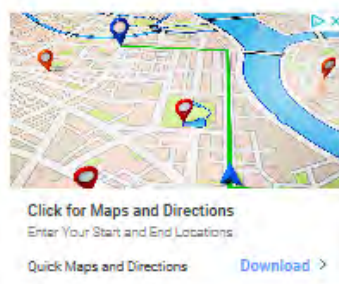 Click for Maps and Directions
Enter Your Start and End Locations
Quick Maps and Directions
Download >